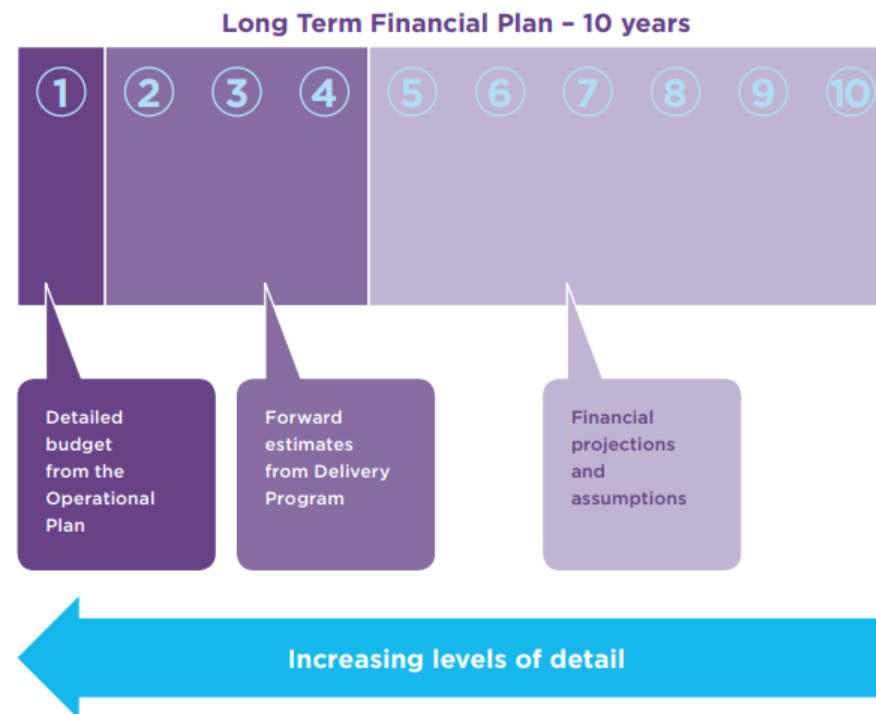 Long Term Financial Plan – 10 years
1 2 3 4 5 6 7 8 9 10
Detailed
budget
from the
Operational
Plan
Forward
estimates
from Delivery
Program
Financial
projections
and
assumptions
Increasing levels of detail